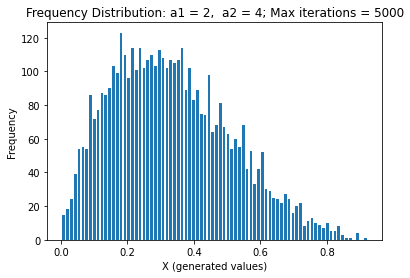 Frequency Distribution: a1 = 2,  a2 = 4; Max iterations = 5000
120
100
80
60
40
20
0
Frequency
0.0 0.2 0.4 0.6 0.8
X (generated values)